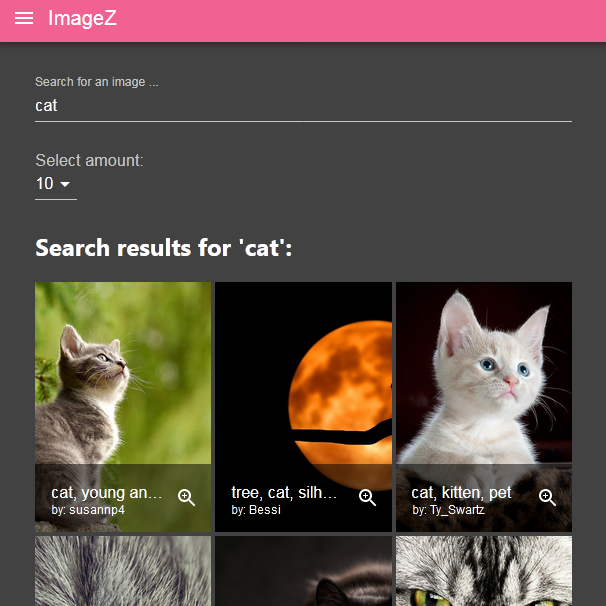 ImageZ
Search for an image ...
cat
Select amount:
10
Search results for 'cat':
cat, young an...
by: susannp4
tree, cat, silh...
by: Bessi
cat, kitten, pet
by: Ty_Swartz